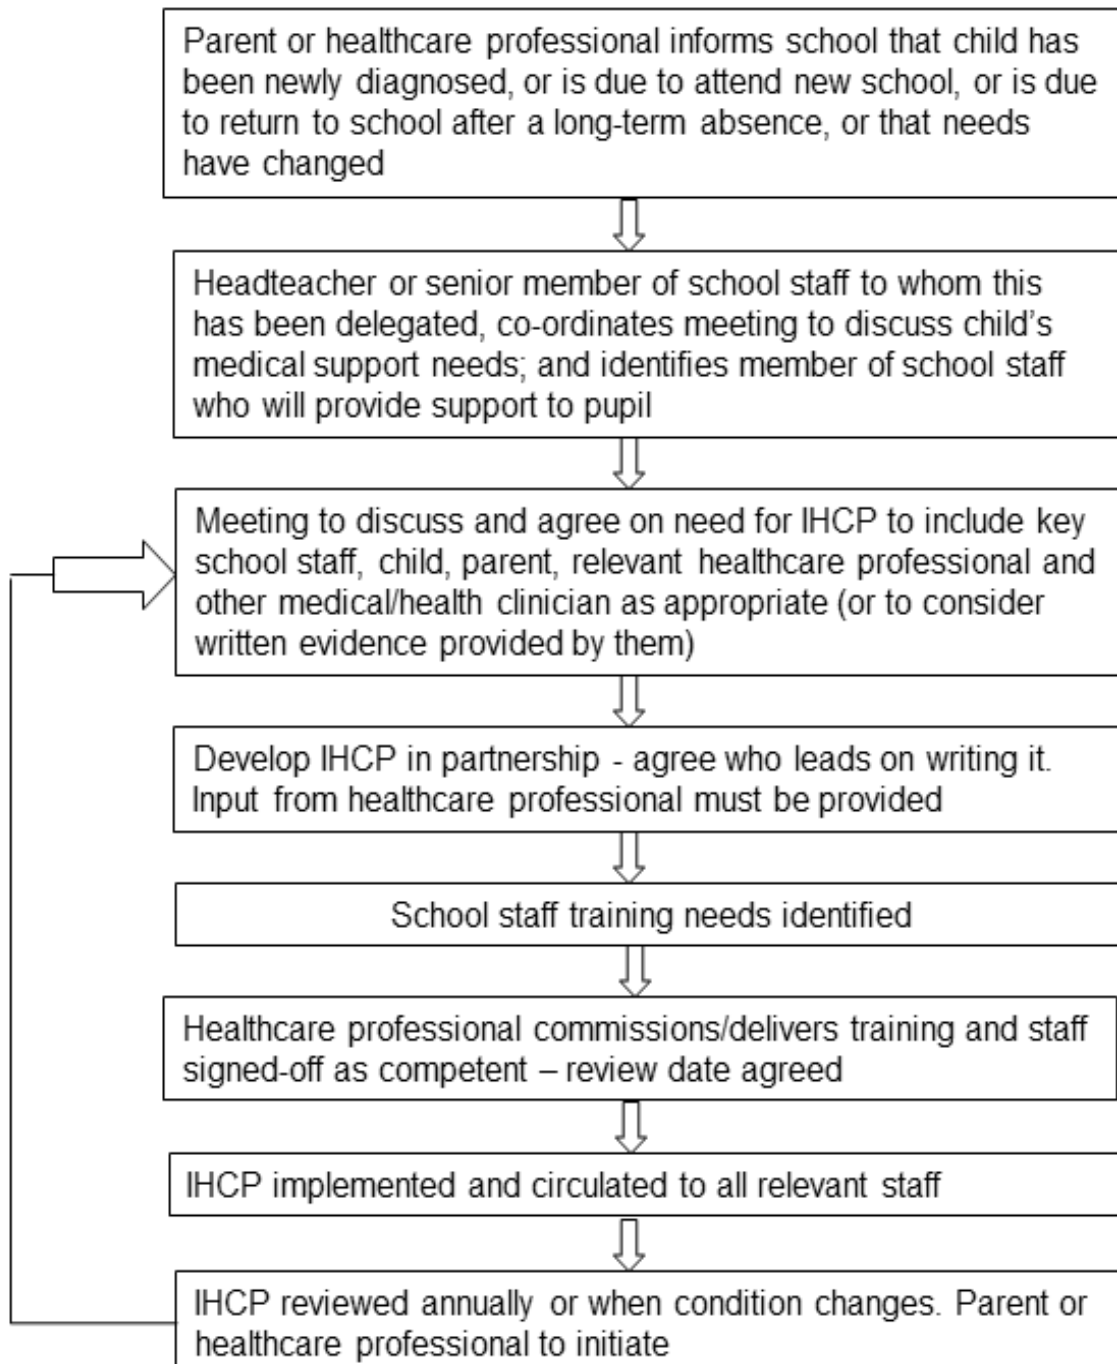 Parent or healthcare professional informs school that child has
been newly diagnosed, or is due to attend new school, or is due
to return to school after a long-term absence, or that needs
have changed
Headteacher or senior member of school staff to whom this
has been delegated, co-ordinates meeting to discuss child’s
medical support needs; and identifies member of school staff
who will provide support to pupil
Meeting to discuss and agree on need for IHCP to include key
school staff, child, parent, relevant healthcare professional and
other medical/health clinician as appropriate (or to consider
written evidence provided by them)
Develop IHCP in partnership - agree who leads on writing it.
Input from healthcare professional must be provided
School staff training needs identified
Healthcare professional commissions/delivers training and staff
signed-off as competent – review date agreed
IHCP implemented and circulated to all relevant staff
IHCP reviewed annually or when condition changes. Parent or
healthcare professional to initiate